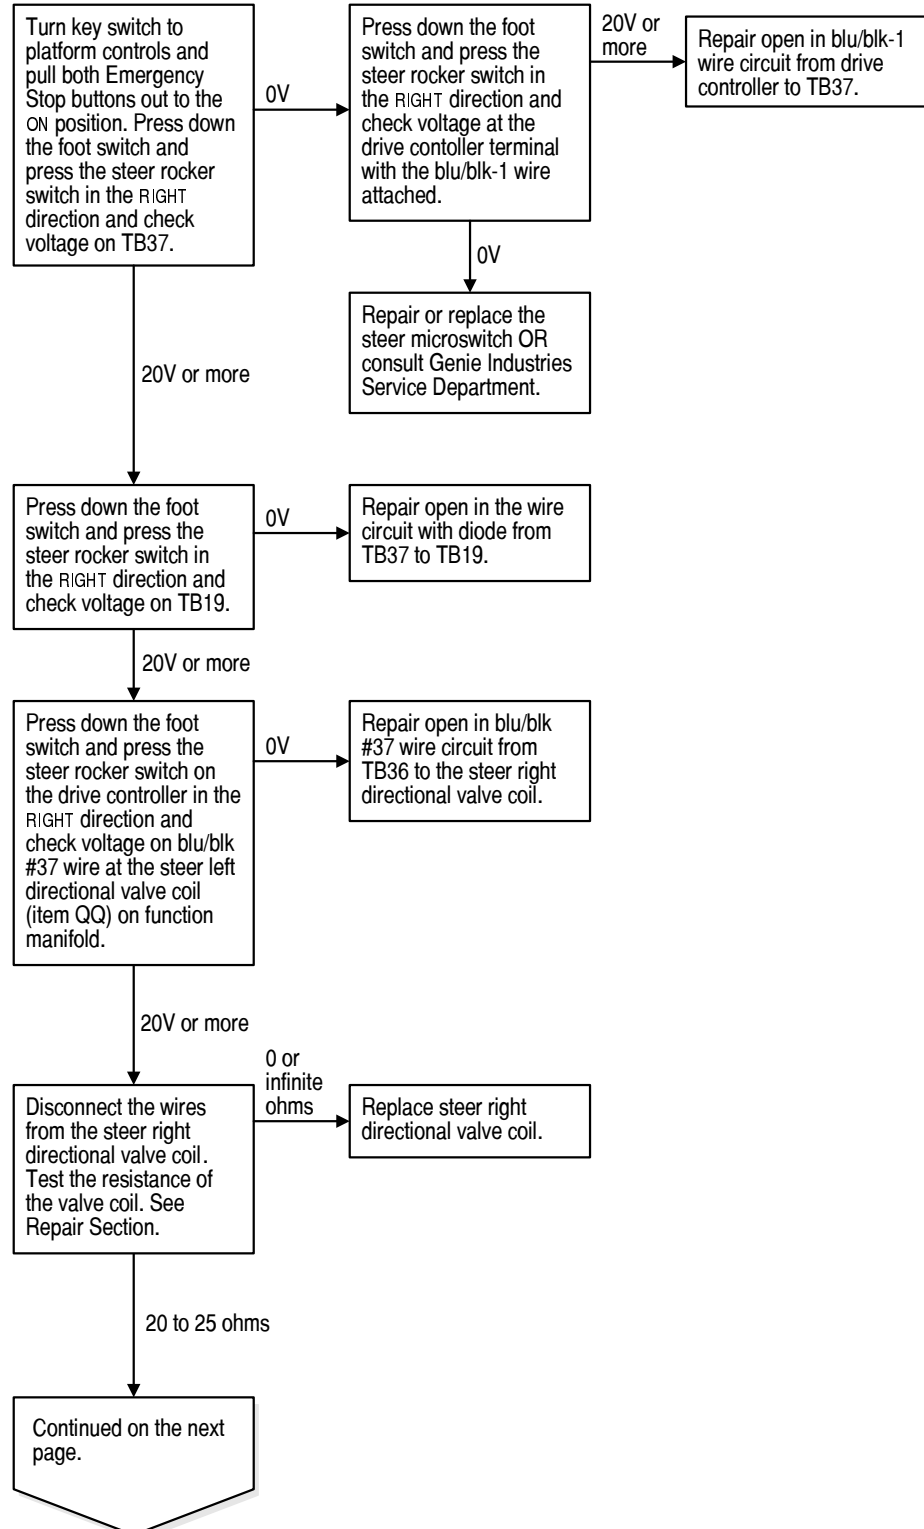 Turn key switch to
platform controls and
pull both Emergency
Stop buttons out to the
ON position. Press down
the foot switch and
press the steer rocker
switch in the RIGHT
direction and check
voltage on TB37.
0V
Press down the foot
switch and press the
steer rocker switch in
the RIGHT direction and
check voltage at the
drive contoller terminal
with the blu/blk-1 wire
attached.
20V or
more
Repair open in blu/blk-1
wire circuit from drive
controller to TB37.
0V
Repair or replace the
steer microswitch OR
consult Genie Industries
Service Department.
20V or more
Press down the foot
switch and press the
steer rocker switch in
the RIGHT direction and
check voltage on TB19.
0V
Repair open in the wire
circuit with diode from
TB37 to TB19.
20V or more
Press down the foot
switch and press the
steer rocker switch on
the drive controller in the
RIGHT direction and
check voltage on blu/blk
#37 wire at the steer left
directional valve coil
(item QQ) on function
manifold.
0V
Repair open in blu/blk
#37 wire circuit from
TB36 to the steer right
directional valve coil.
20V or more
Disconnect the wires
from the steer right
directional valve coil.
Test the resistance of
the valve coil. See
Repair Section.
0 or
infinite
ohms
Replace steer right
directional valve coil.
20 to 25 ohms
Continued on the next
page.